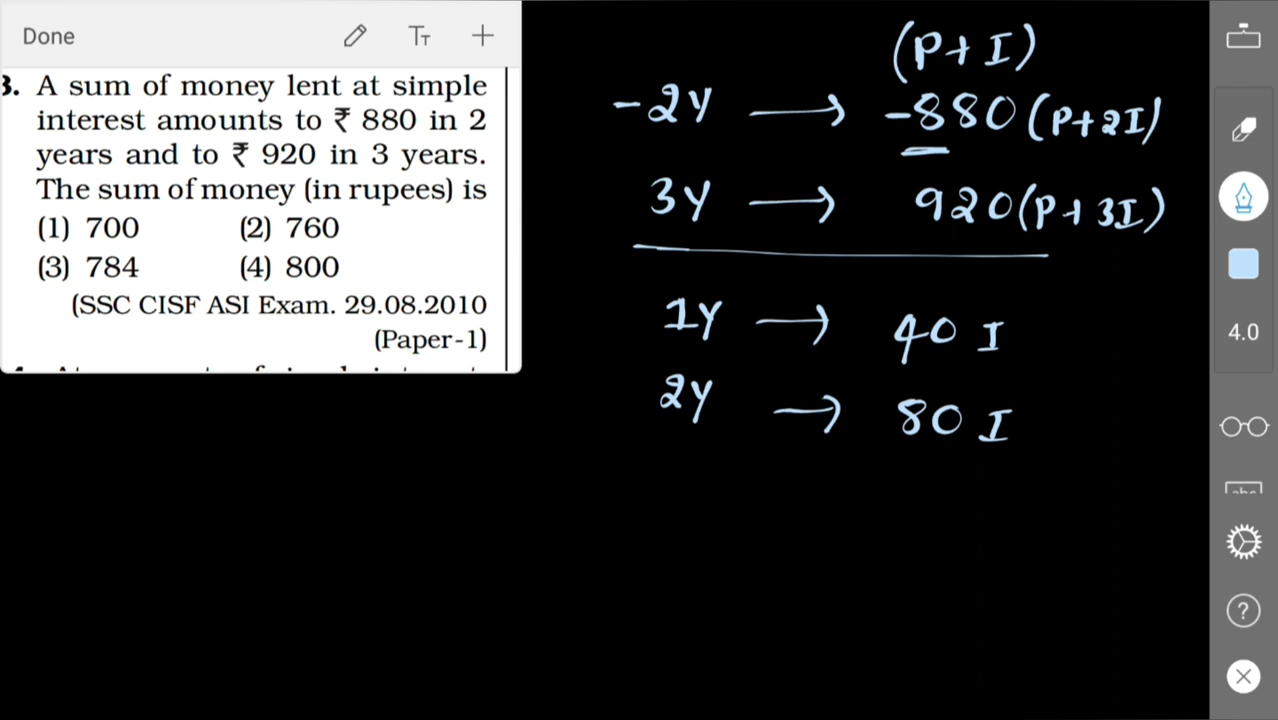 Done
TT
3. A sum of money lent at simple
interest amounts to ₹ 880 in 2
years and to ₹ 920 in 3 years.
The sum of money (in rupees) is
(1) 700 (2) 760
(3) 784 (4) 800
(SSC CISF ASI Exam. 29.08.2010
(Paper-1)
(P+I)
-2Y → -880 (P+2I)
3Y → 920 (P+3I)
1Y → 40 I
2Y → 80 I
4.0
abc
?